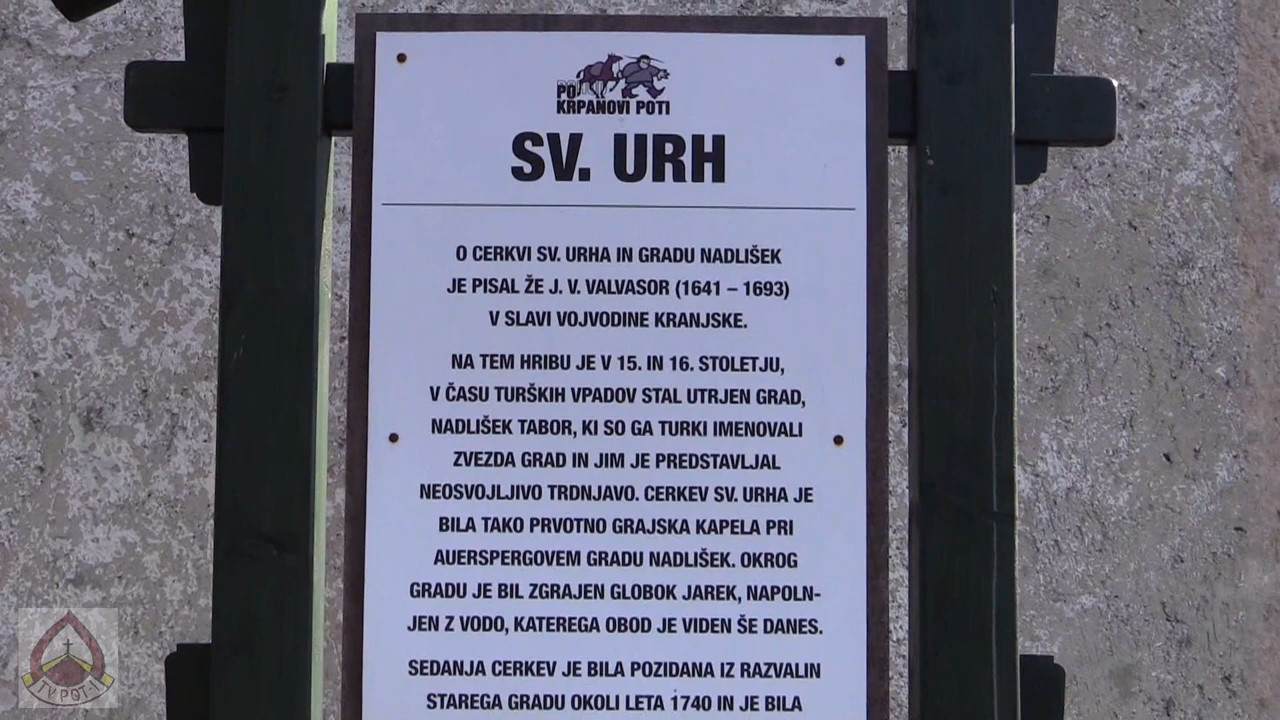 PO
KRPANOVI POTI
SV. URH
O CERKVI SV. URHA IN GRADU NADLIŠEK
JE PISAL ŽE J. V. VALVASOR (1641 – 1693)
V SLAVI VOJVODINE KRANJSKE.
NA TEM HRIBU JE V 15. IN 16. STOLETJU,
V ČASU TURŠKIH VPADOV STAL UTRJEN GRAD,
NADLIŠEK TABOR, KI SO GA TURKI IMENOVALI
ZVEZDA GRAD IN JIM JE PREDSTAVLJAL
NEOSVOJLJIVO TRDNJAVO. CERKEV SV. URHA JE
BILA TAKO PRVOTNO GRAJSKA KAPELA PRI
AUERSPERGOVEM GRADU NADLIŠEK. OKROG
GRADU JE BIL ZGRAJEN GLOBOK JAREK, NAPOLN-
JEN Z VODO, KATEREGA OBOD JE VIDEN ŠE DANES.
SEDANJA CERKEV JE BILA POZIDANA IZ RAZVALIN
STAREGA GRADU OKOLI LETA 1740 IN JE BILA
TV POT-1